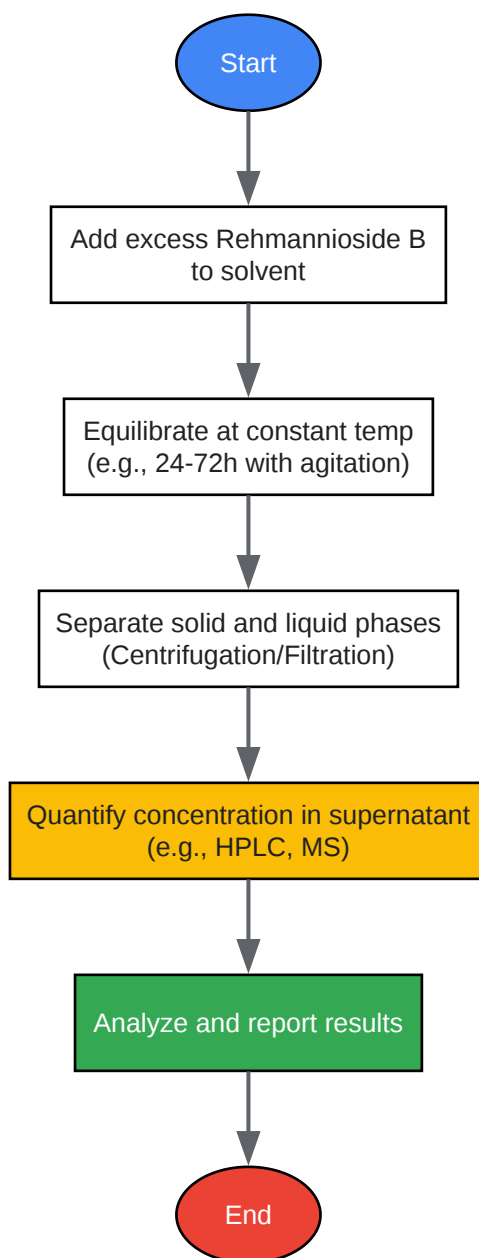 Start
Add excess Rehmannioside B
to solvent
Equilibrate at constant temp
(e.g., 24-72h with agitation)
Separate solid and liquid phases
(Centrifugation/Filtration)
Quantify concentration in supernatant
(e.g., HPLC, MS)
Analyze and report results
End